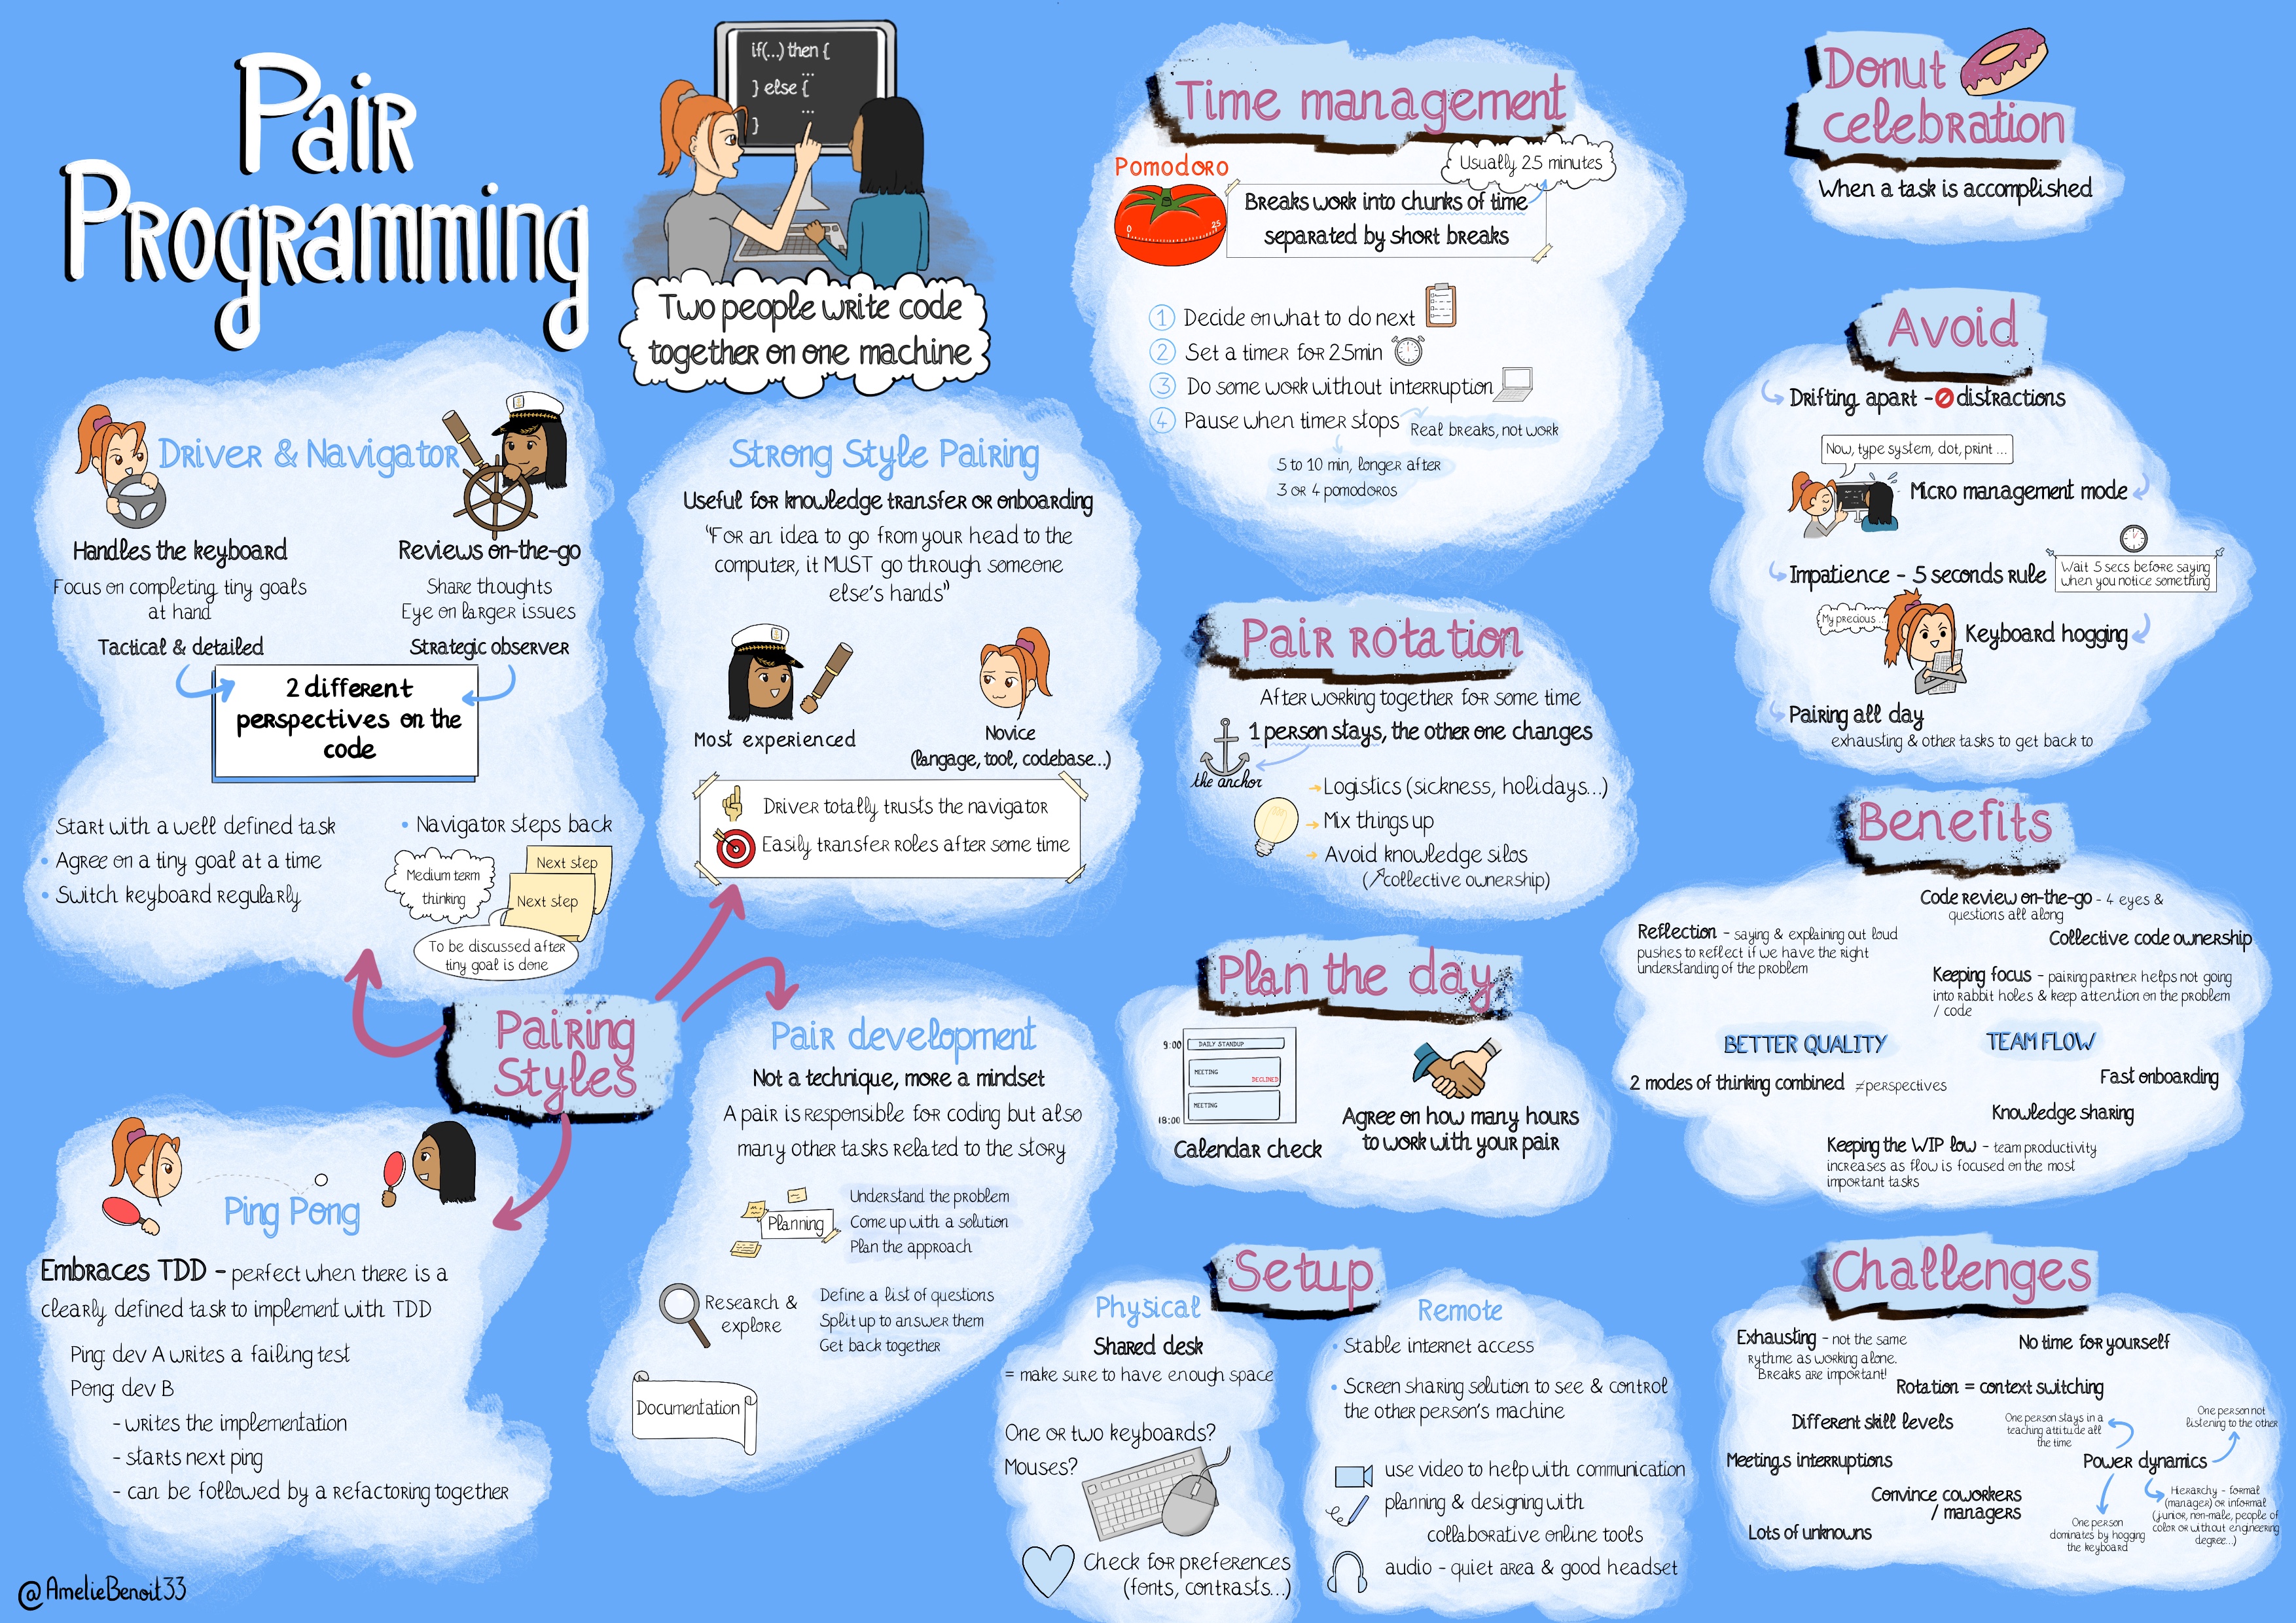 Pair
Programming
if(...) then {
...
} else {
...
}
Two people write code
together on one machine
Driver & Navigator
Handles the keyboard
Focus on completing tiny goals
at hand
Tactical & detailed
Reviews on-the-go
Share thoughts
Eye on larger issues
Strategic observer
2 different
perspectives on the
code
Start with a well defined task
• Agree on a tiny goal at a time
• Switch keyboard regularly
• Navigator steps back
Medium term
thinking
Next step
Next step
To be discussed after
tiny goal is done
Strong Style Pairing
Useful for knowledge transfer or onboarding
"For an idea to go from your head to the
computer, it MUST go through someone
else's hands"
Most experienced
Novice
(langage, tool, codebase...)
Driver totally trusts the navigator
Easily transfer roles after some time
Pairing
Styles
Pair development
Not a technique, more a mindset
A pair is responsible for coding but also
many other tasks related to the story
Planning
Understand the problem
Come up with a solution
Plan the approach
Research &
explore
Define a list of questions
Split up to answer them
Get back together
Documentation
Ping Pong
Embraces TDD - perfect when there is a
clearly defined task to implement with TDD
Ping: dev A writes a failing test
Pong: dev B
- writes the implementation
- starts next ping
- can be followed by a refactoring together
@AmelieBenoit33
Time management
Pomodoro
0 25
Usually 25 minutes
Breaks work into chunks of time
separated by short breaks
1 Decide on what to do next
2 Set a timer for 25min
3 Do some work without interruption
4 Pause when timer stops
Real breaks, not work
5 to 10 min, longer after
3 or 4 pomodoros
Pair rotation
After working together for some time
1 person stays, the other one changes
the anchor
Logistics (sickness, holidays...)
Mix things up
Avoid knowledge silos
(↗collective ownership)
Plan the day
9:00
DAILY STANDUP
MEETING
DECLINED
MEETING
18:00
Calendar check
Agree on how many hours
to work with your pair
Setup
Physical
Shared desk
= make sure to have enough space
One or two keyboards?
Mouses?
Check for preferences
(fonts, contrasts...)
Remote
• Stable internet access
• Screen sharing solution to see & control
the other person's machine
use video to help with communication
planning & designing with
collaborative online tools
audio - quiet area & good headset
Donut
celebration
When a task is accomplished
Avoid
Drifting apart - distractions
Now, type system, dot, print ...
Micro management mode
Impatience - 5 seconds rule
Wait 5 secs before saying
when you notice something
My precious...
Keyboard hogging
Pairing all day
exhausting & other tasks to get back to
Benefits
Code review on-the-go - 4 eyes &
questions all along
Reflection - saying & explaining out loud
pushes to reflect if we have the right
understanding of the problem
Collective code ownership
Keeping focus - pairing partner helps not going
into rabbit holes & keep attention on the problem
/ code
BETTER QUALITY
TEAM FLOW
2 modes of thinking combined ≠perspectives
Fast onboarding
Knowledge sharing
Keeping the WIP low - team productivity
increases as flow is focused on the most
important tasks
Challenges
Exhausting - not the same
rythme as working alone.
Breaks are important!
No time for yourself
Rotation = context switching
Different skill levels
One person stays in a
teaching attitude all
the time
One person not
listening to the other
Meetings interruptions
Power dynamics
Convince coworkers
/ managers
Lots of unknowns
One person
dominates by hogging
the keyboard
Hierarchy - formal
(manager) or informal
(junior, non-male, people of
color or without engineering
degree...)